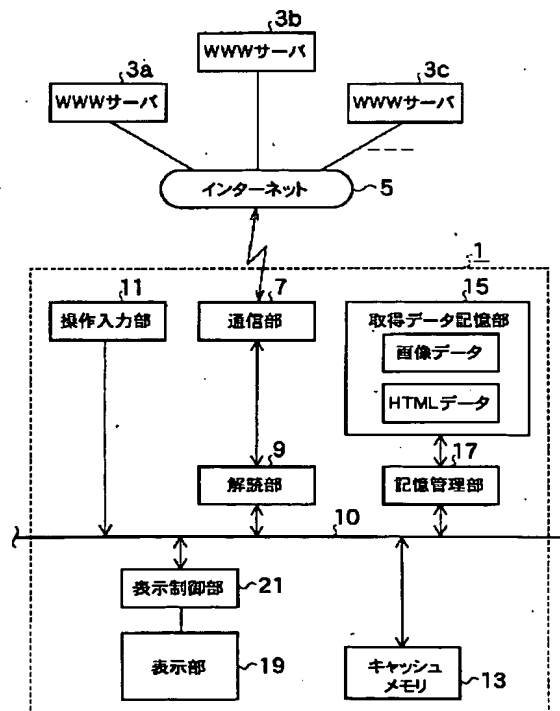 3b
WWWサーバ
3a
3c
WWWサーバ
WWWサーバ
インターネット
5
1
11
7
15
操作入力部
通信部
取得データ記憶部
画像データ
HTMLデータ
9
17
解読部
記憶管理部
10
表示制御部
21
表示部
19
キャッシュ
メモリ
13